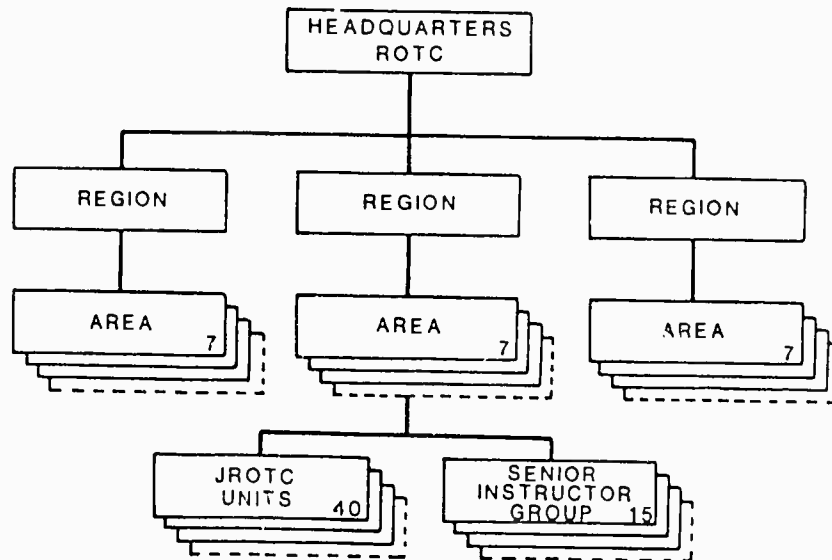 HEADQUARTERS
ROTC
REGION
REGION
REGION
AREA
7
AREA
7
AREA
7
JROTC
UNITS
40
SENIOR
INSTRUCTOR
GROUP
15